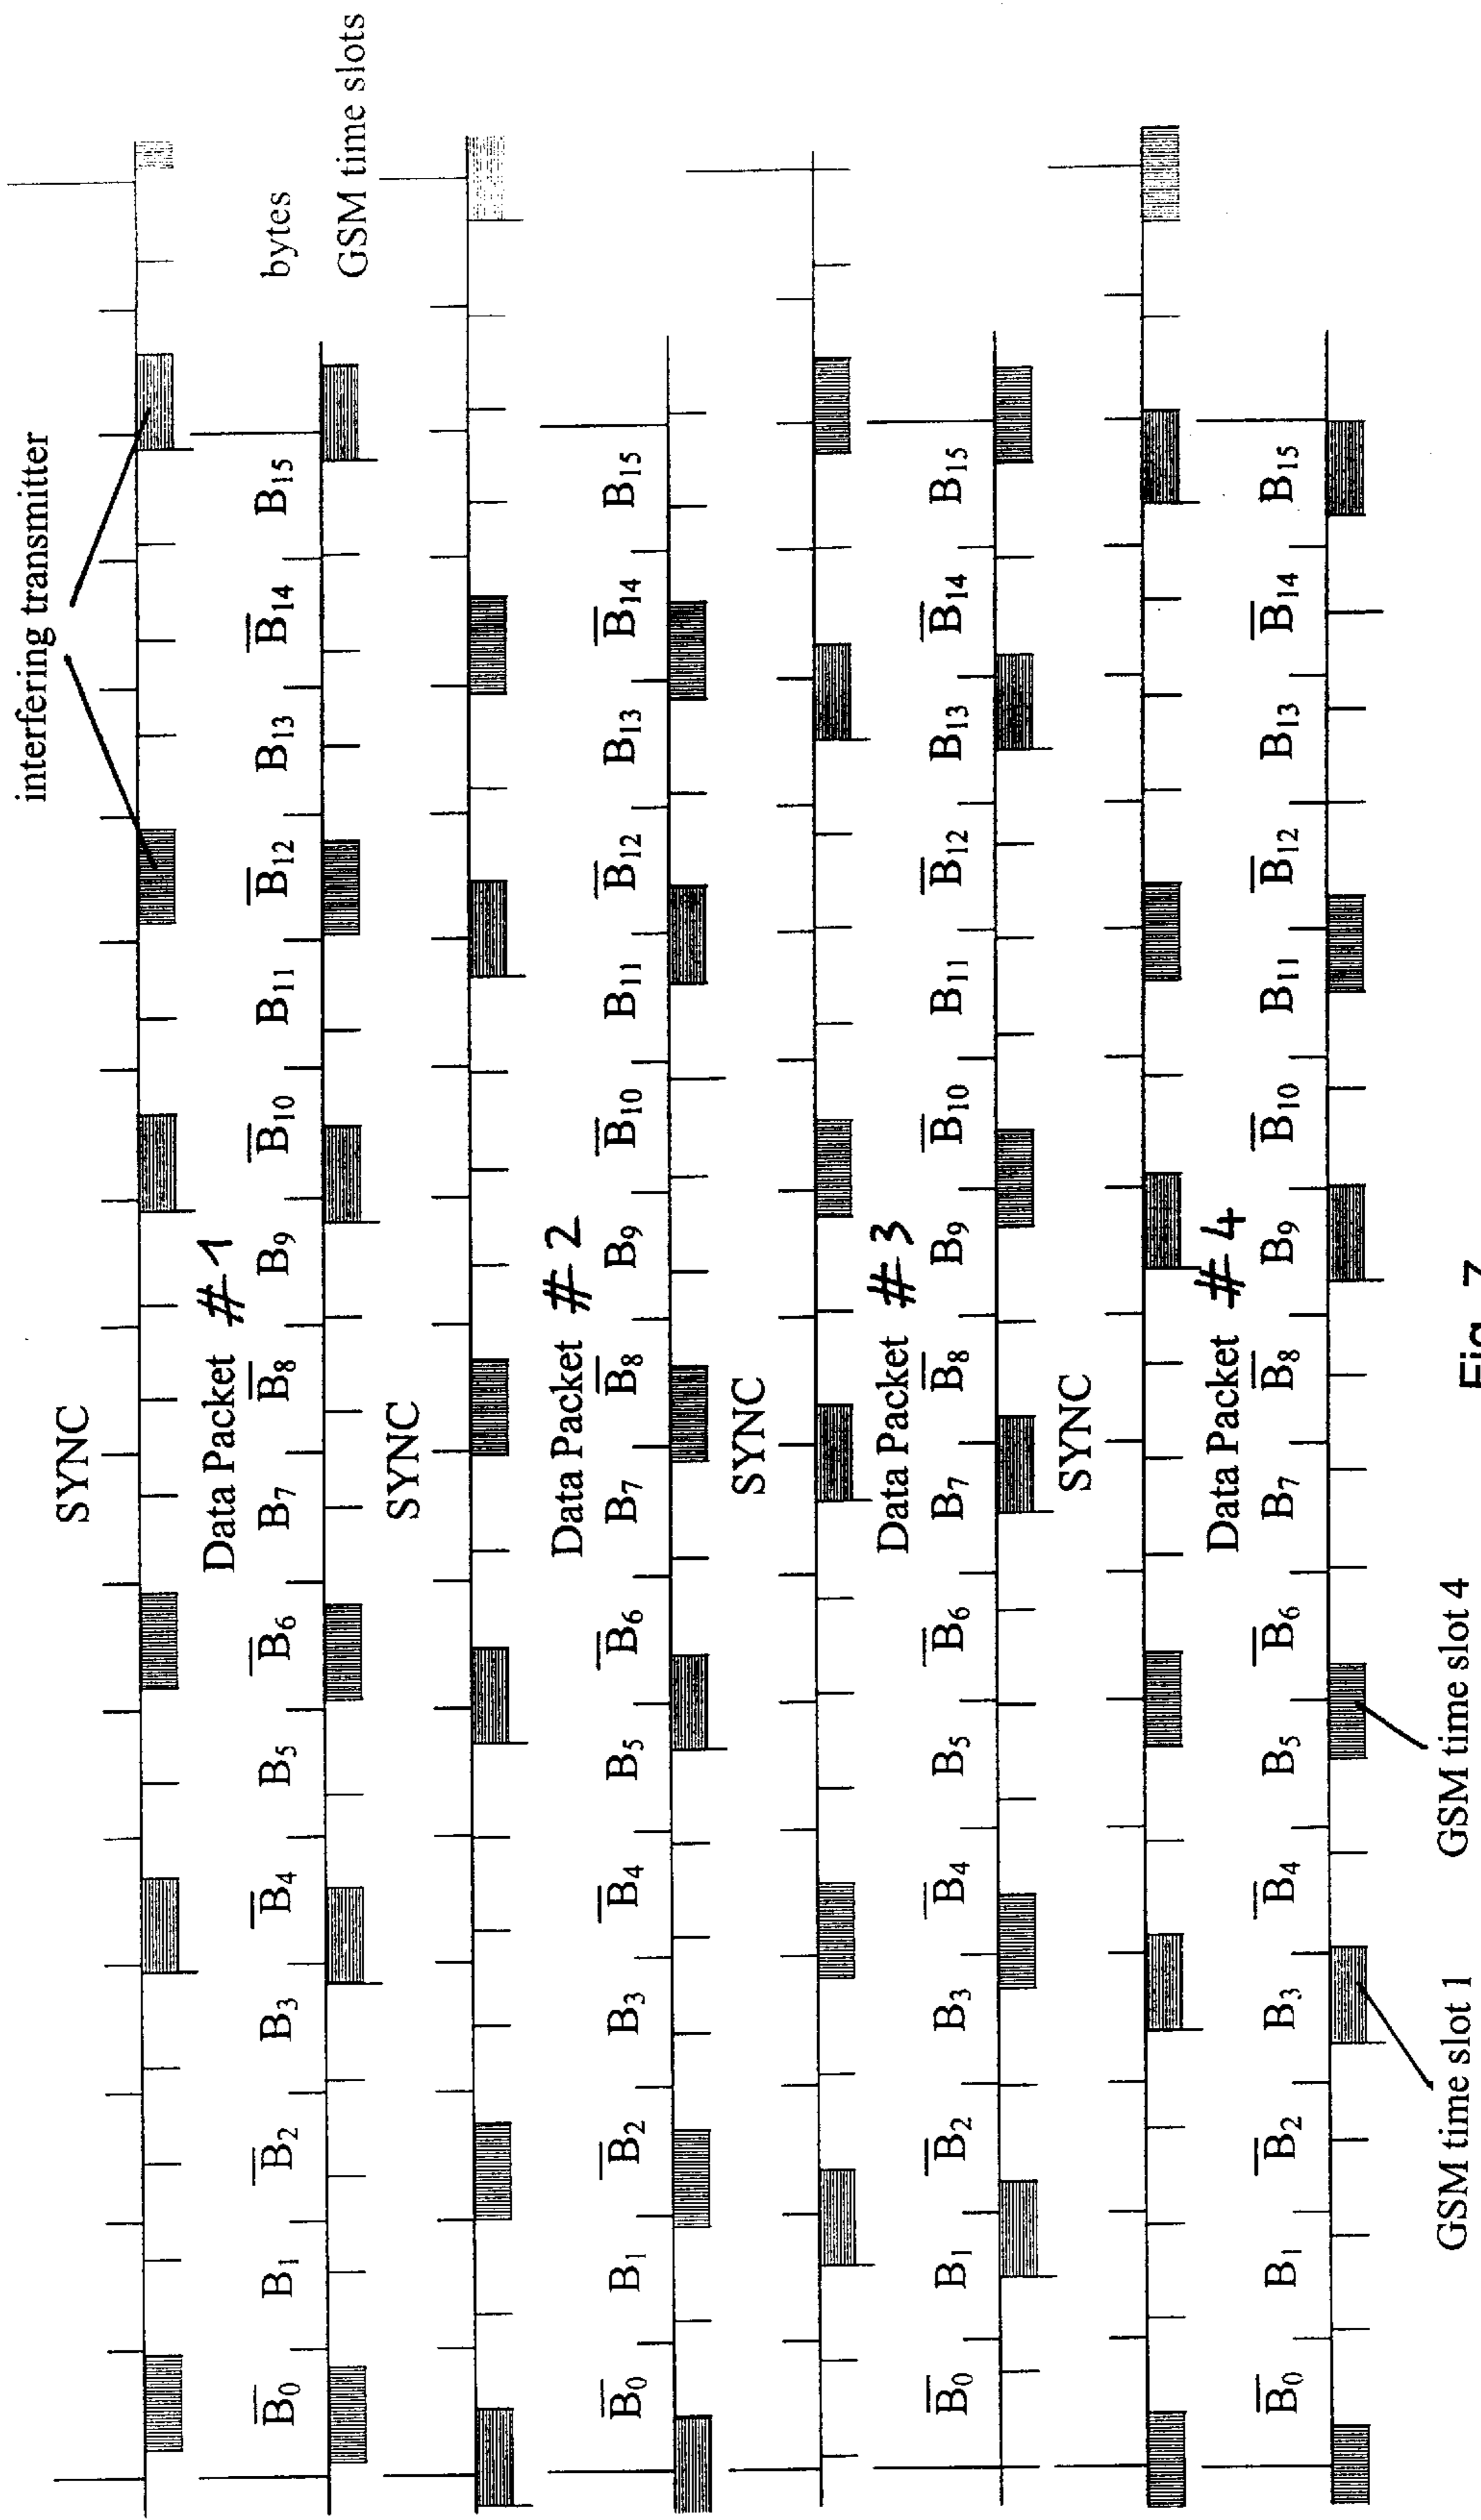 interfering transmitter
SYNC
Data Packet #1
B̅₀ B₁ B̅₂ B₃ B̅₄ B₅ B̅₆ B₇ B̅₈ B₉ B̅₁₀ B₁₁ B̅₁₂ B₁₃ B̅₁₄ B₁₅ bytes
GSM time slots
SYNC
Data Packet #2
B̅₀ B₁ B̅₂ B₃ B̅₄ B₅ B̅₆ B₇ B̅₈ B₉ B̅₁₀ B₁₁ B̅₁₂ B₁₃ B̅₁₄ B₁₅
SYNC
Data Packet #3
B̅₀ B₁ B̅₂ B₃ B̅₄ B₅ B̅₆ B₇ B̅₈ B₉ B̅₁₀ B₁₁ B̅₁₂ B₁₃ B̅₁₄ B₁₅
SYNC
Data Packet #4
B̅₀ B₁ B̅₂ B₃ B̅₄ B₅ B̅₆ B₇ B̅₈ B₉ B̅₁₀ B₁₁ B̅₁₂ B₁₃ B̅₁₄ B₁₅
GSM time slot 1 GSM time slot 4
Fig. 7